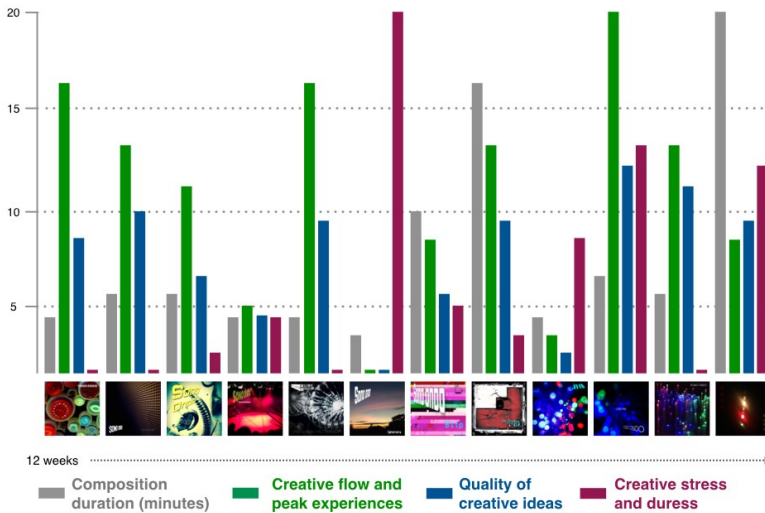 20
15
10
5
12 weeks
Composition duration (minutes)
Creative flow and peak experiences
Quality of creative ideas
Creative stress and duress